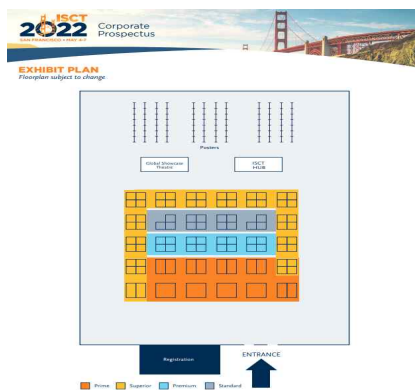 ISCT
2022
SAN FRANCISCO • MAY 4-7
Corporate
Prospectus
EXHIBIT PLAN
Floorplan subject to change
Posters
Global Showcase
Theatre
ISCT
HUB
Registration
ENTRANCE
Prime
Superior
Premium
Standard